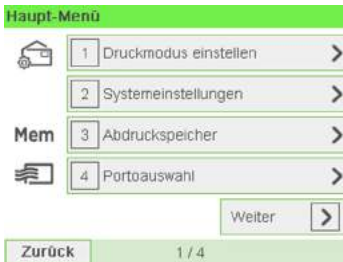 Haupt-Menü
1 Druckmodus einstellen
2 Systemeinstellungen
Mem 3 Abdruckspeicher
4 Portoauswahl
Weiter
Zurück 1 / 4